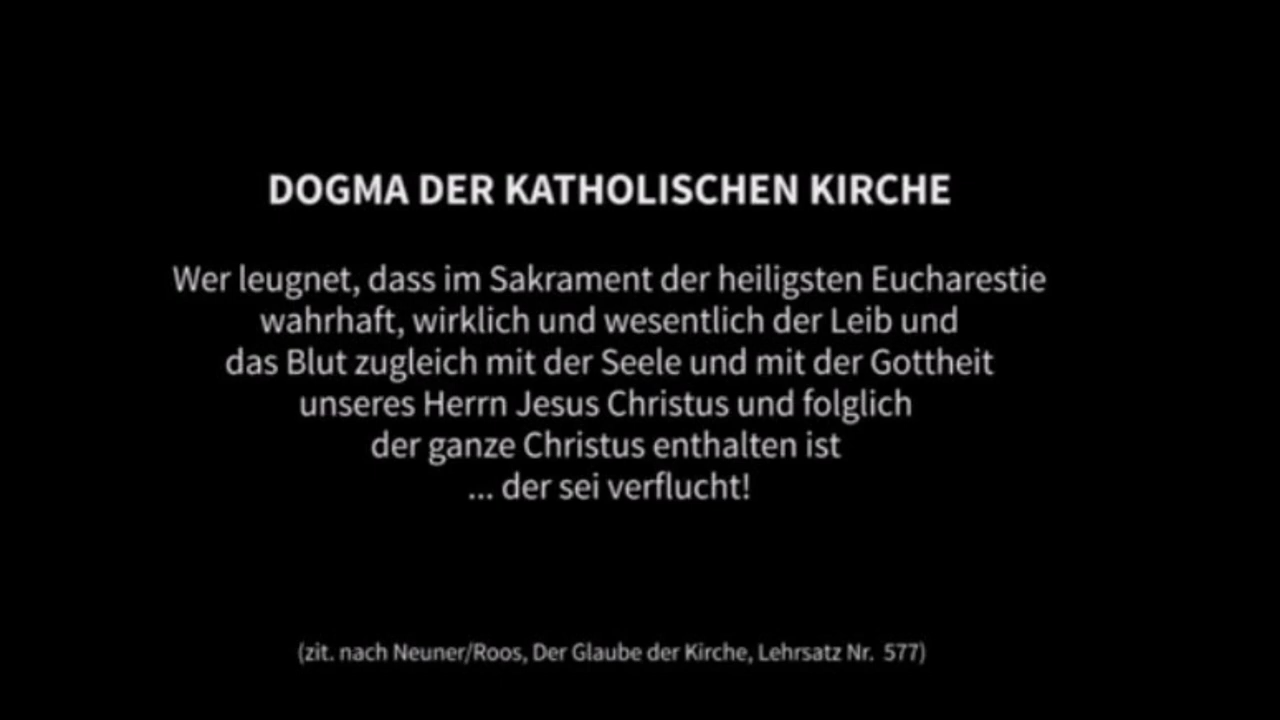 DOGMA DER KATHOLISCHEN KIRCHE
Wer leugnet, dass im Sakrament der heiligsten Eucharestie
wahrhaft, wirklich und wesentlich der Leib und
das Blut zugleich mit der Seele und mit der Gottheit
unseres Herrn Jesus Christus und folglich
der ganze Christus enthalten ist
... der sei verflucht!
(zit. nach Neuner/Roos, Der Glaube der Kirche, Lehrsatz Nr. 577)